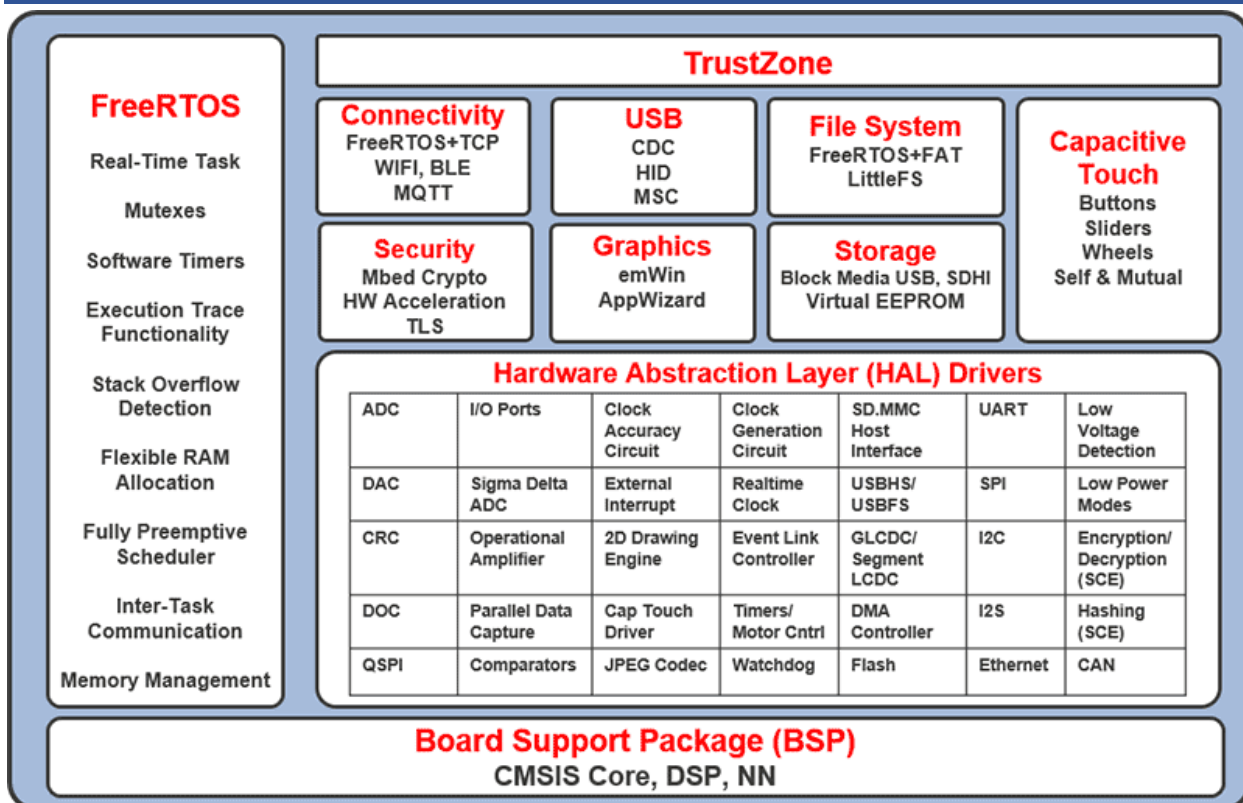 FreeRTOS
Real-Time Task
Mutexes
Software Timers
Execution Trace
Functionality
Stack Overflow
Detection
Flexible RAM
Allocation
Fully Preemptive
Scheduler
Inter-Task
Communication
Memory Management
TrustZone
Connectivity
FreeRTOS+TCP
WIFI, BLE
MQTT
USB
CDC
HID
MSC
File System
FreeRTOS+FAT
LittleFS
Capacitive
Touch
Buttons
Sliders
Wheels
Self & Mutual
Security
Mbed Crypto
HW Acceleration
TLS
Graphics
emWin
AppWizard
Storage
Block Media USB, SDHI
Virtual EEPROM
Hardware Abstraction Layer (HAL) Drivers
ADC
I/O Ports
Clock
Accuracy
Circuit
Clock
Generation
Circuit
SD.MMC
Host
Interface
UART
Low
Voltage
Detection
DAC
Sigma Delta
ADC
External
Interrupt
Realtime
Clock
USBHS/
USBFS
SPI
Low Power
Modes
CRC
Operational
Amplifier
2D Drawing
Engine
Event Link
Controller
GLCDC/
Segment
LCDC
I2C
Encryption/
Decryption
(SCE)
DOC
Parallel Data
Capture
Cap Touch
Driver
Timers/
Motor Cntrl
DMA
Controller
I2S
Hashing
(SCE)
QSPI
Comparators
JPEG Codec
Watchdog
Flash
Ethernet
CAN
Board Support Package (BSP)
CMSIS Core, DSP, NN